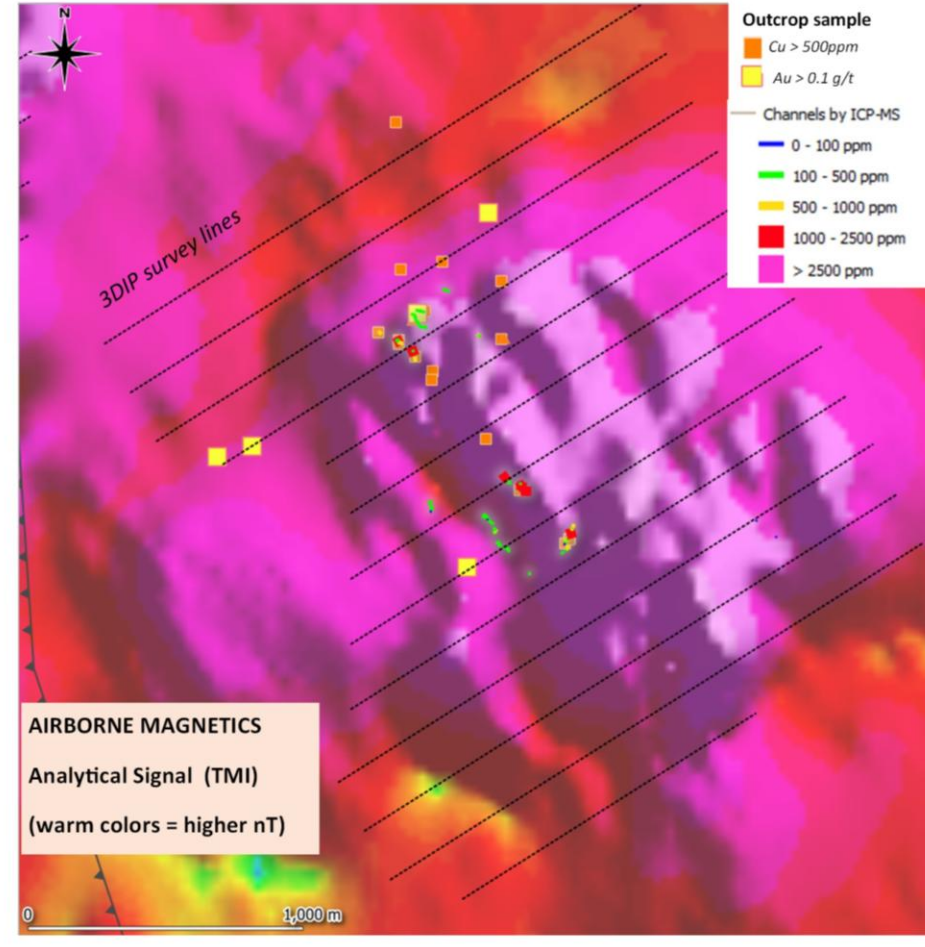 N
Outcrop sample
Cu > 500ppm
Au > 0.1 g/t
Channels by ICP-MS
0 - 100 ppm
100 - 500 ppm
500 - 1000 ppm
1000 - 2500 ppm
> 2500 ppm
3DIP survey lines
AIRBORNE MAGNETICS
Analytical Signal (TMI)
(warm colors = higher nT)
0 1,000 m